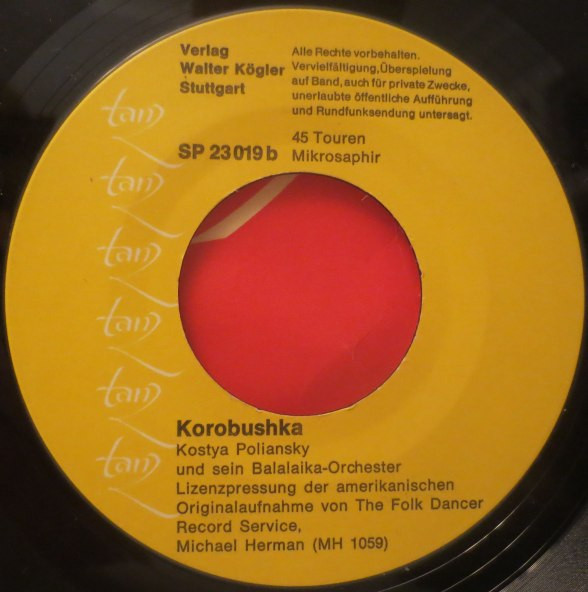 Verlag
Walter Kögler
Stuttgart
Alle Rechte vorbehalten.
Vervielfältigung,Überspielung
auf Band,auch für private Zwecke,
unerlaubte öffentliche Aufführung
und Rundfunksendung untersagt.
SP 23 019 b
45 Touren
Mikrosaphir
tanz
tanz
tanz
tanz
tanz
tanz
Korobushka
Kostya Poliansky
und sein Balalaika-Orchester
Lizenzpressung der amerikanischen
Originalaufnahme von The Folk Dancer
Record Service,
Michael Herman (MH 1059)